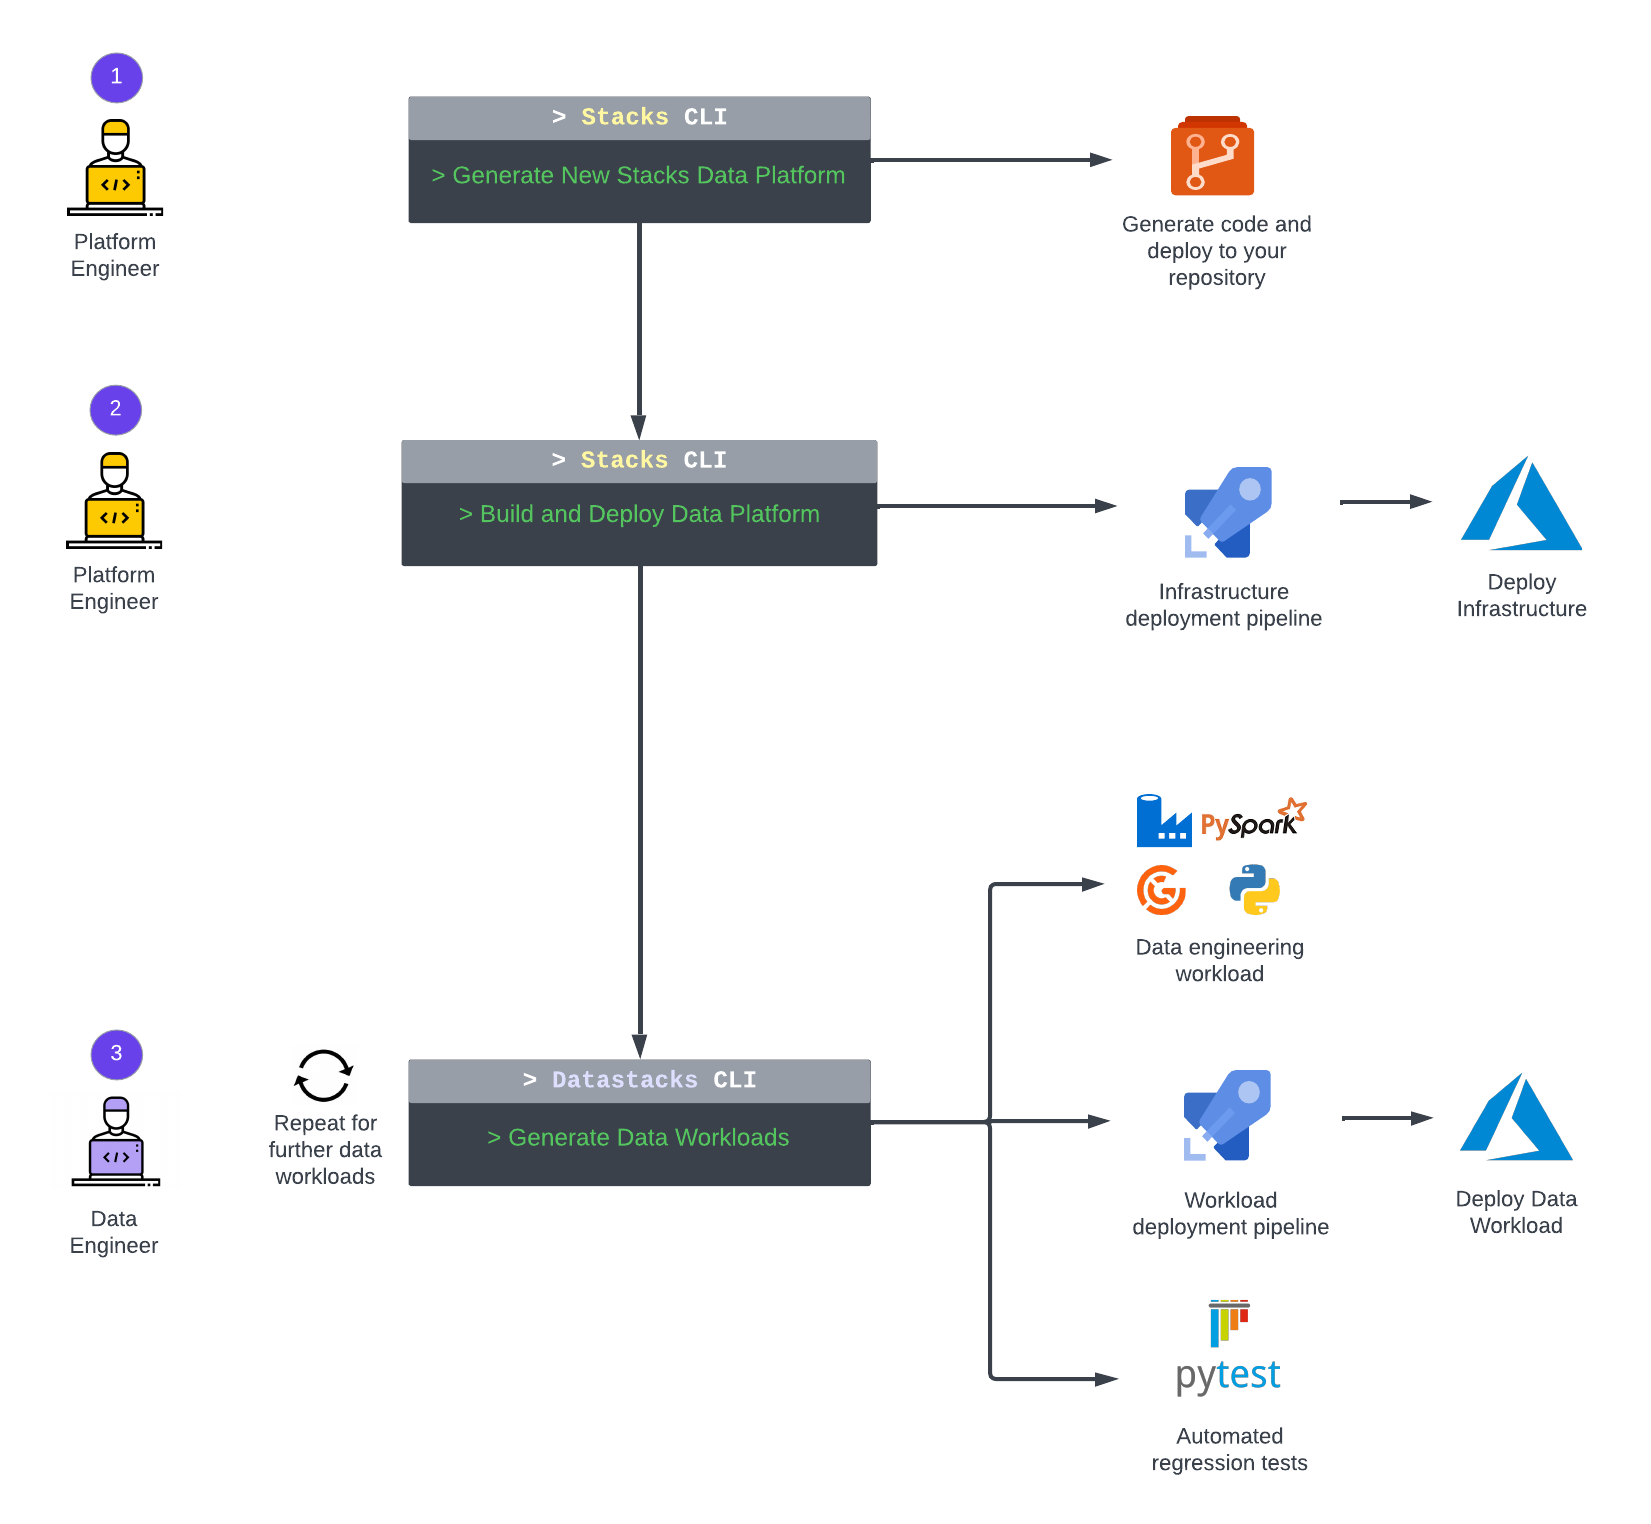 1
Platform
Engineer
> Stacks CLI
> Generate New Stacks Data Platform
Generate code and
deploy to your
repository
2
Platform
Engineer
> Stacks CLI
> Build and Deploy Data Platform
Infrastructure
deployment pipeline
Deploy
Infrastructure
3
Data
Engineer
Repeat for
further data
workloads
> Datastacks CLI
> Generate Data Workloads
PySpark
Data engineering
workload
Workload
deployment pipeline
Deploy Data
Workload
pytest
Automated
regression tests